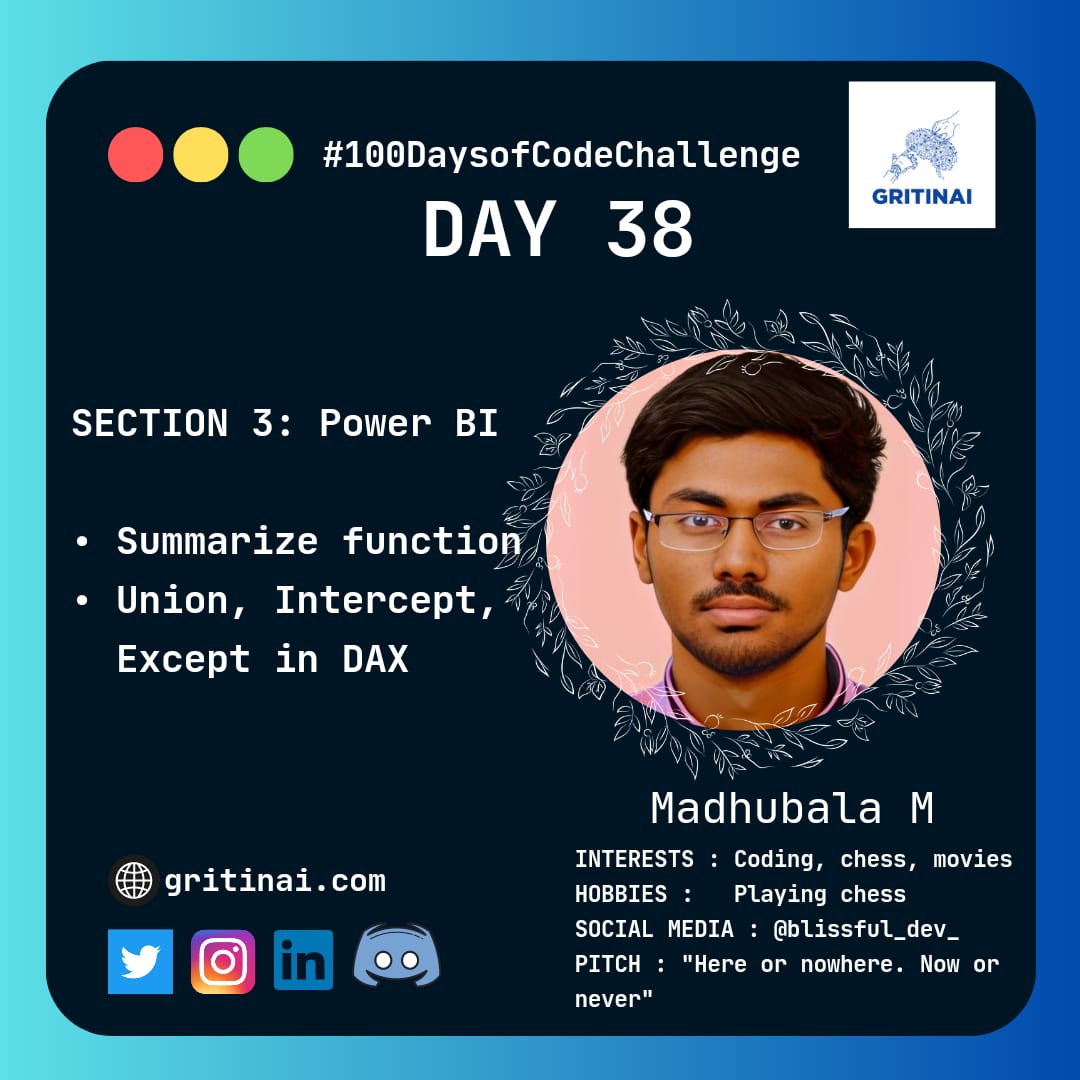 #100DaysofCodeChallenge
DAY 38
GRITINAI
SECTION 3: Power BI
• Summarize function
• Union, Intercept,
Except in DAX
Madhubala M
INTERESTS : Coding, chess, movies
HOBBIES : Playing chess
SOCIAL MEDIA : @blissful_dev_
PITCH : "Here or nowhere. Now or
never"
gritinai.com
in